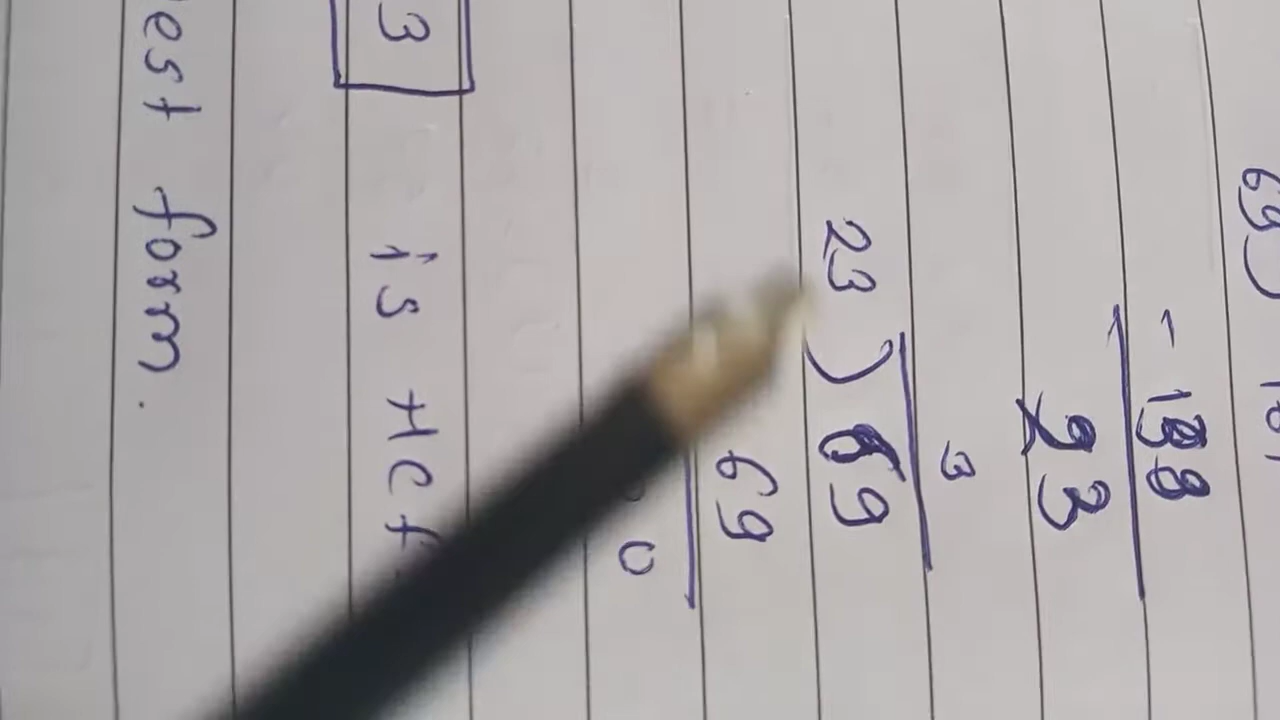 69)
- 138
23
3
23 ) 69
69
0
3 is HCF
est form.